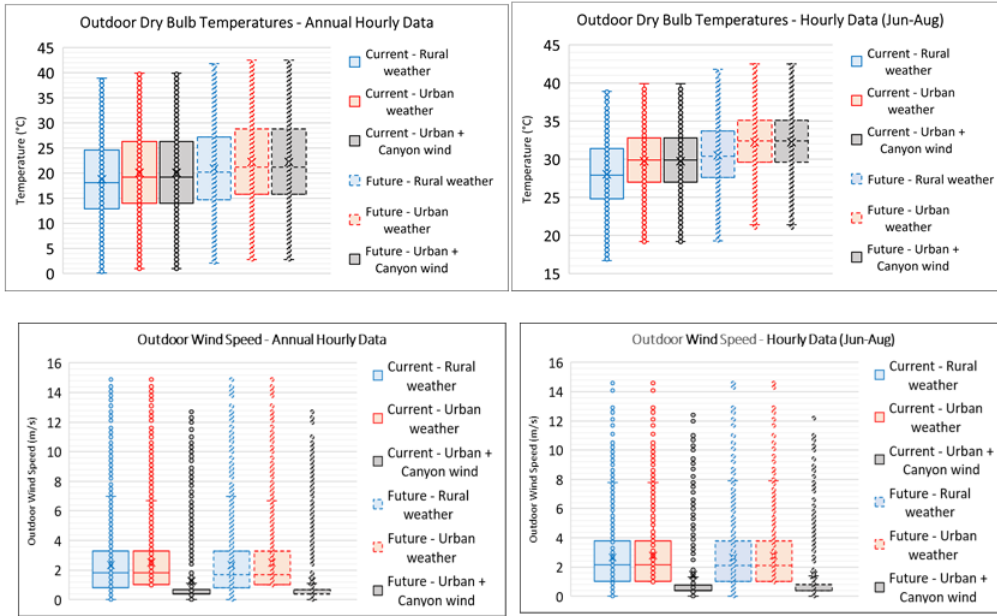 Outdoor Dry Bulb Temperatures - Annual Hourly Data
45
40
35
30
25
20
15
10
5
0
Temperature (°C)
Current - Rural
weather
Current - Urban
weather
Current - Urban +
Canyon wind
Future - Rural weather
Future - Urban
weather
Future - Urban +
Canyon wind
Outdoor Dry Bulb Temperatures - Hourly Data (Jun-Aug)
45
40
35
30
25
20
15
Temperature (°C)
Current - Rural
weather
Current - Urban
weather
Current - Urban +
Canyon wind
Future - Rural weather
Future - Urban
weather
Future - Urban +
Canyon wind
Outdoor Wind Speed - Annual Hourly Data
16
14
12
10
8
6
4
2
0
Outdoor Wind Speed (m/s)
Current - Rural
weather
Current - Urban
weather
Current - Urban +
Canyon wind
Future - Rural
weather
Future - Urban
weather
Future - Urban +
Canyon wind
Outdoor Wind Speed - Hourly Data (Jun-Aug)
16
14
12
10
8
6
4
2
0
Outdoor Wind Speed (m/s)
Current - Rural
weather
Current - Urban
weather
Current - Urban +
Canyon wind
Future - Rural
weather
Future - Urban
weather
Future - Urban +
Canyon wind